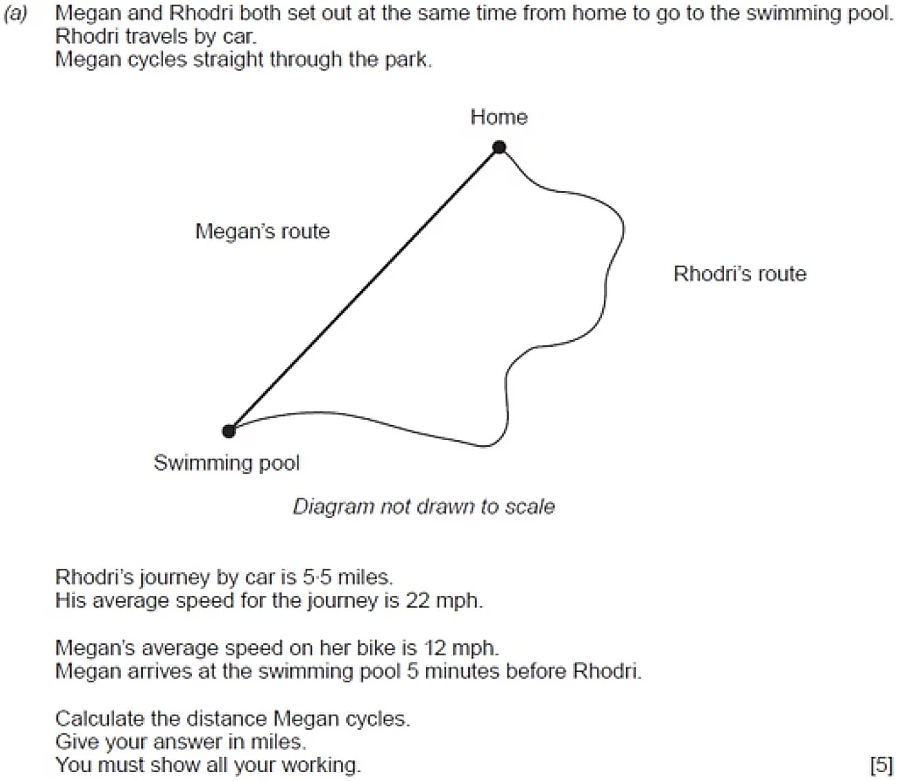 (a) Megan and Rhodri both set out at the same time from home to go to the swimming pool.
Rhodri travels by car.
Megan cycles straight through the park.
Home
Megan's route
Rhodri's route
Swimming pool
Diagram not drawn to scale
Rhodri's journey by car is 5·5 miles.
His average speed for the journey is 22 mph.
Megan's average speed on her bike is 12 mph.
Megan arrives at the swimming pool 5 minutes before Rhodri.
Calculate the distance Megan cycles.
Give your answer in miles.
You must show all your working. [5]